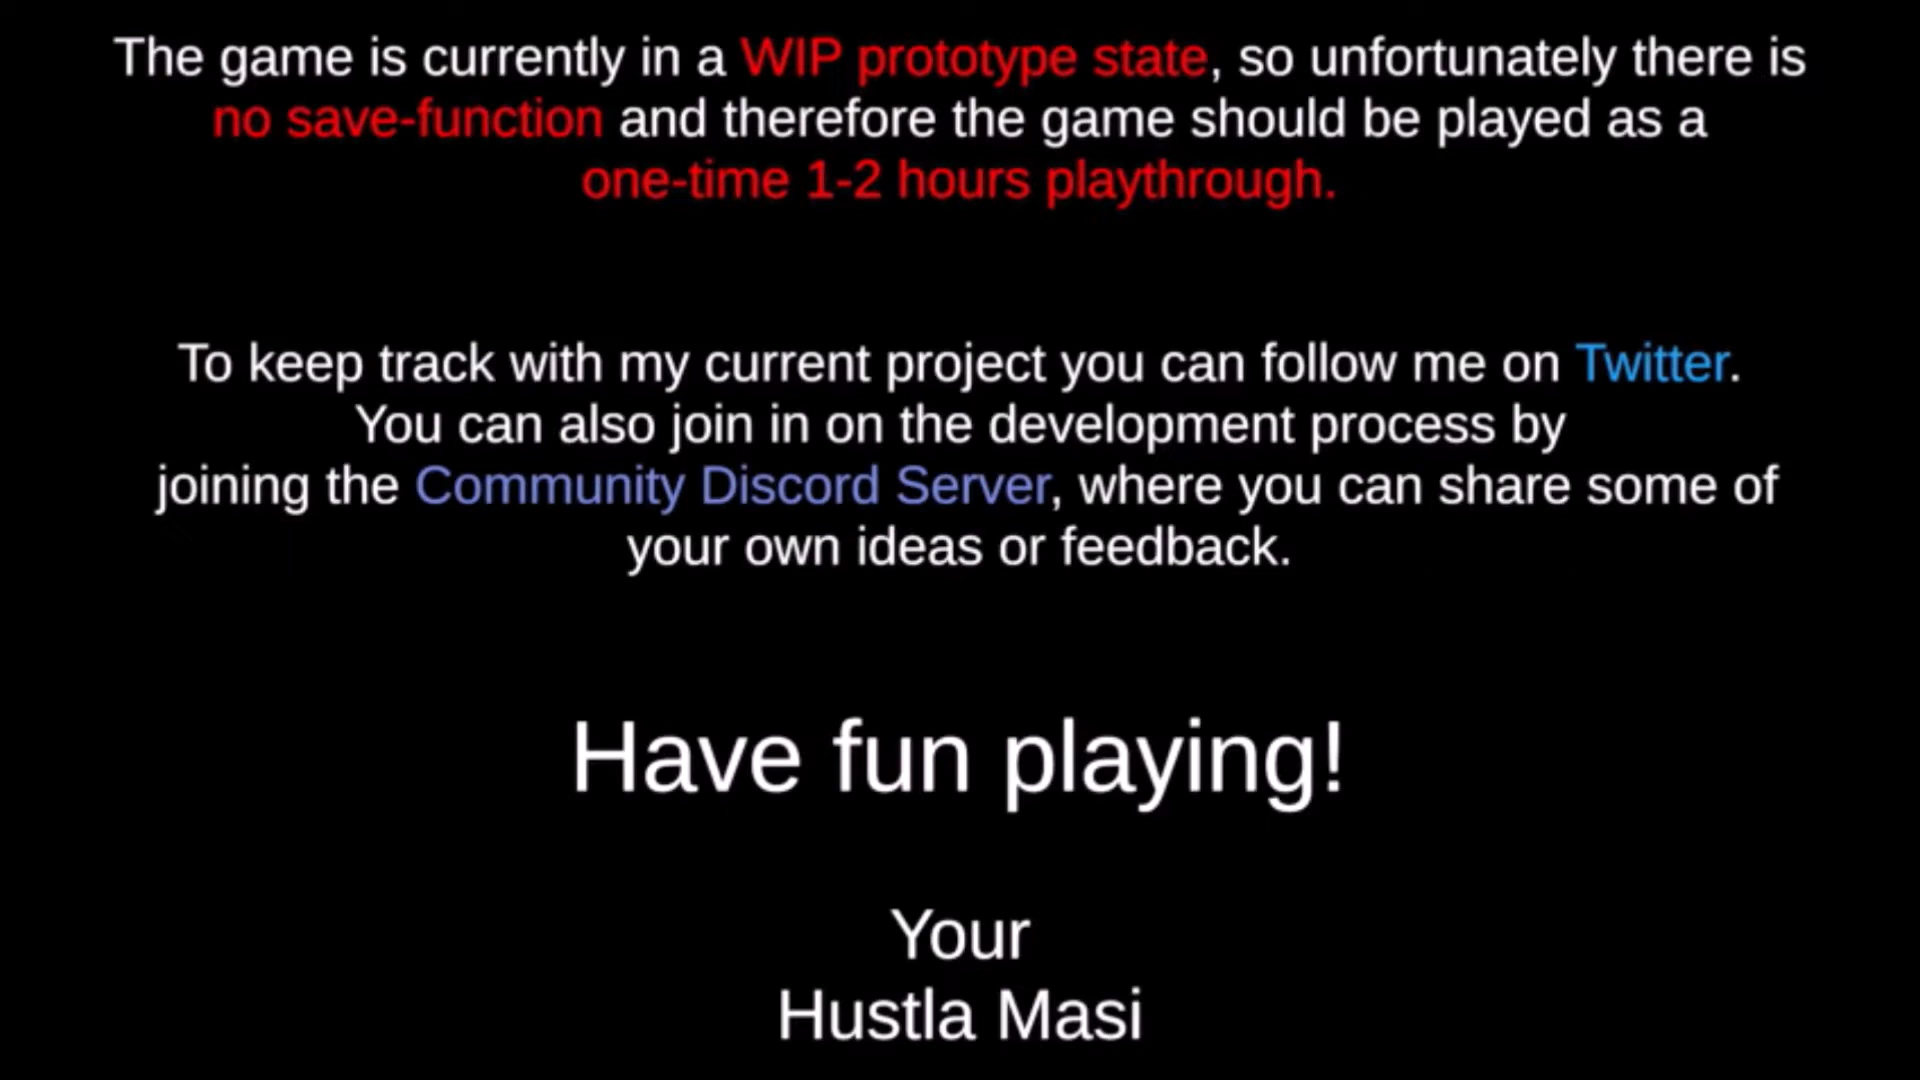 The game is currently in a WIP prototype state, so unfortunately there is
no save-function and therefore the game should be played as a
one-time 1-2 hours playthrough.
To keep track with my current project you can follow me on Twitter.
You can also join in on the development process by
joining the Community Discord Server, where you can share some of
your own ideas or feedback.
Have fun playing!
Your
Hustla Masi